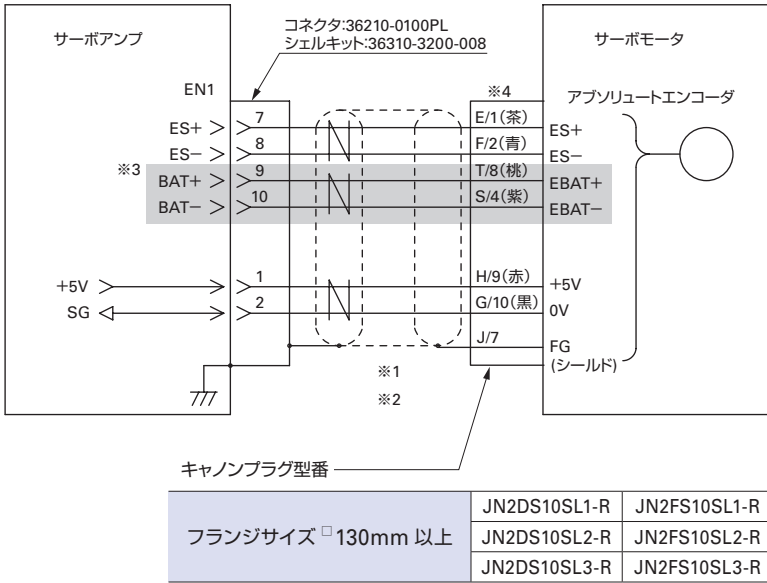 サーボアンプ
コネクタ:36210-0100PL
シェルキット:36310-3200-008
サーボモータ
EN1
※4
アブソリュートエンコーダ
ES+ 7 E/1(茶) ES+
ES− 8 F/2(青) ES−
※3
BAT+ 9 T/8(桃) EBAT+
BAT− 10 S/4(紫) EBAT−
+5V 1 H/9(赤) +5V
SG 2 G/10(黒) 0V
J/7 FG
(シールド)
※1
※2
キャノンプラグ型番
フランジサイズ □130mm 以上
JN2DS10SL1-R JN2FS10SL1-R
JN2DS10SL2-R JN2FS10SL2-R
JN2DS10SL3-R JN2FS10SL3-R